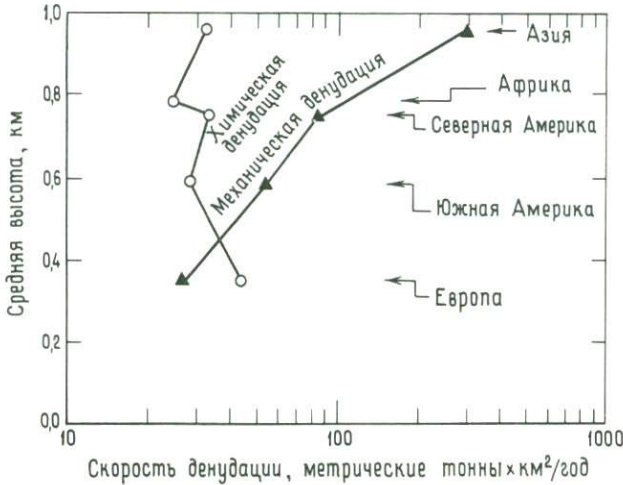 1,0
0,8
0,6
0,4
0,2
0,0
Средняя высота, км
Химическая
денудация
Механическая денудация
Азия
Африка
Северная Америка
Южная Америка
Европа
10
100
1000
Скорость денудации, метрические тонны×км²/год